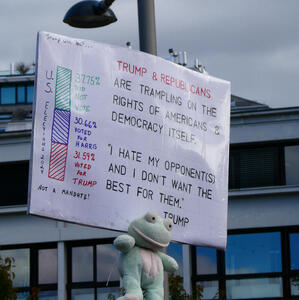 U.S. ELECTIONS 2024
37.75%
DID
NOT
VOTE
30.66%
VOTED
FOR
HARRIS
31.59%
VOTED
FOR
TRUMP
NOT A MANDATE!
TRUMP & REPUBLICANS
ARE TRAMPLING ON THE
RIGHTS OF AMERICANS &
DEMOCRACY ITSELF.
"I HATE MY OPPONENT(S)
AND I DON'T WANT THE
BEST FOR THEM."
TRUMP